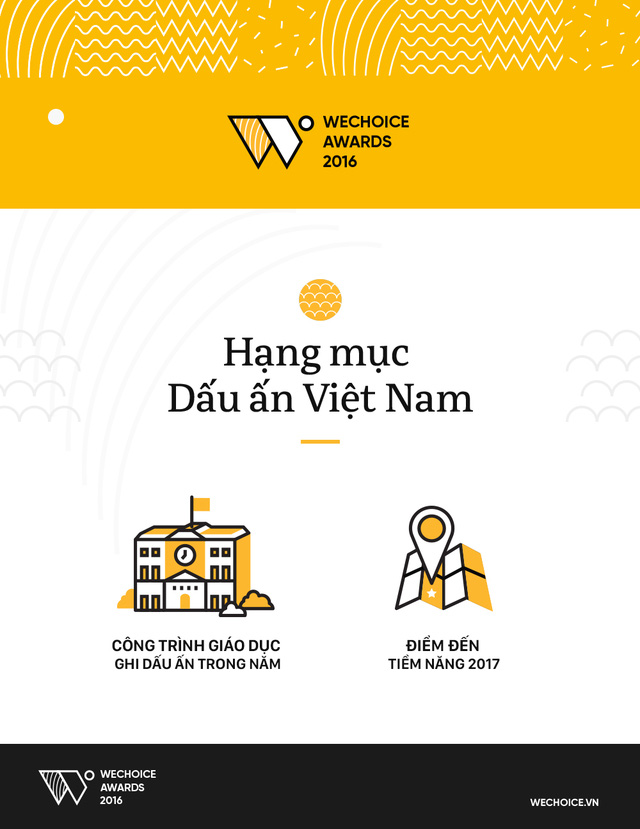 WECHOICE
AWARDS
2016
Hạng mục
Dấu ấn Việt Nam
CÔNG TRÌNH GIÁO DỤC
GHI DẤU ẤN TRONG NĂM
ĐIỂM ĐẾN
TIỀM NĂNG 2017
WECHOICE
AWARDS
2016
WECHOICE.VN